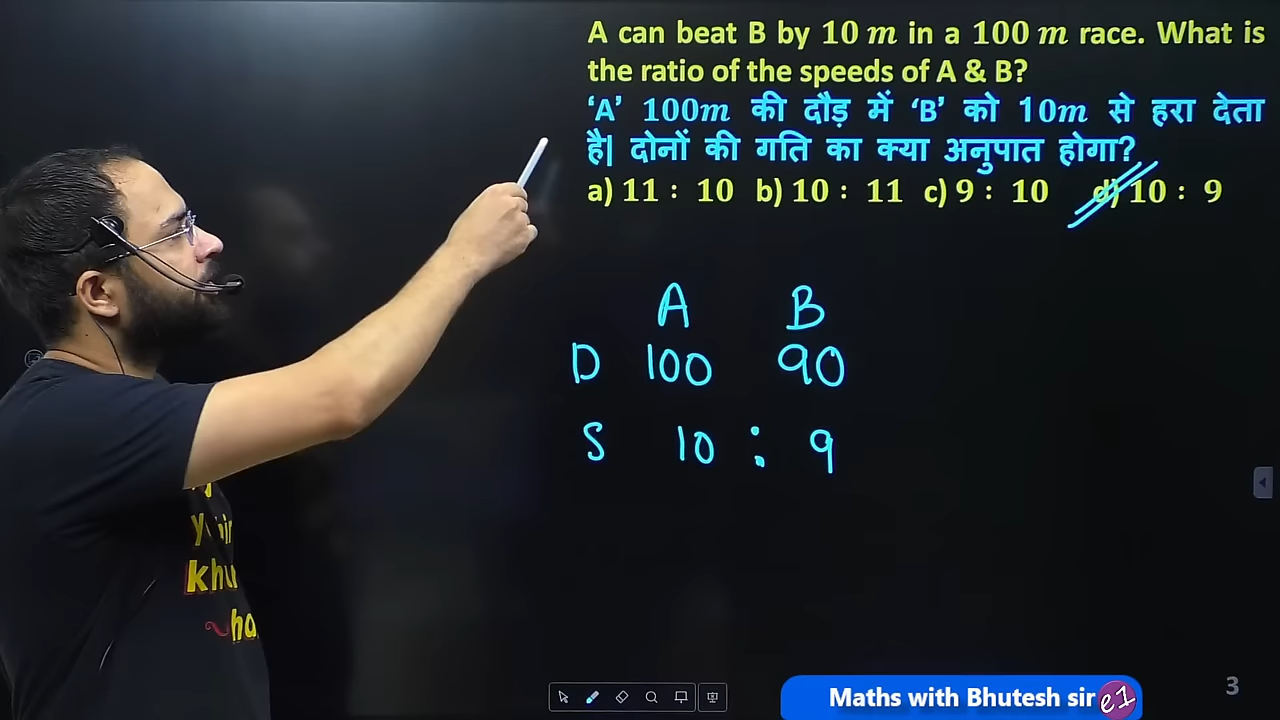 A can beat B by 10 m in a 100 m race. What is
the ratio of the speeds of A & B?
‘A’ 100m की दौड़ में ‘B’ को 10m से हरा देता
है| दोनों की गति का क्या अनुपात होगा?
a) 11 : 10 b) 10 : 11 c) 9 : 10 d) 10 : 9
A B
D 100 90
S 10 : 9
Maths with Bhutesh sir e1
3